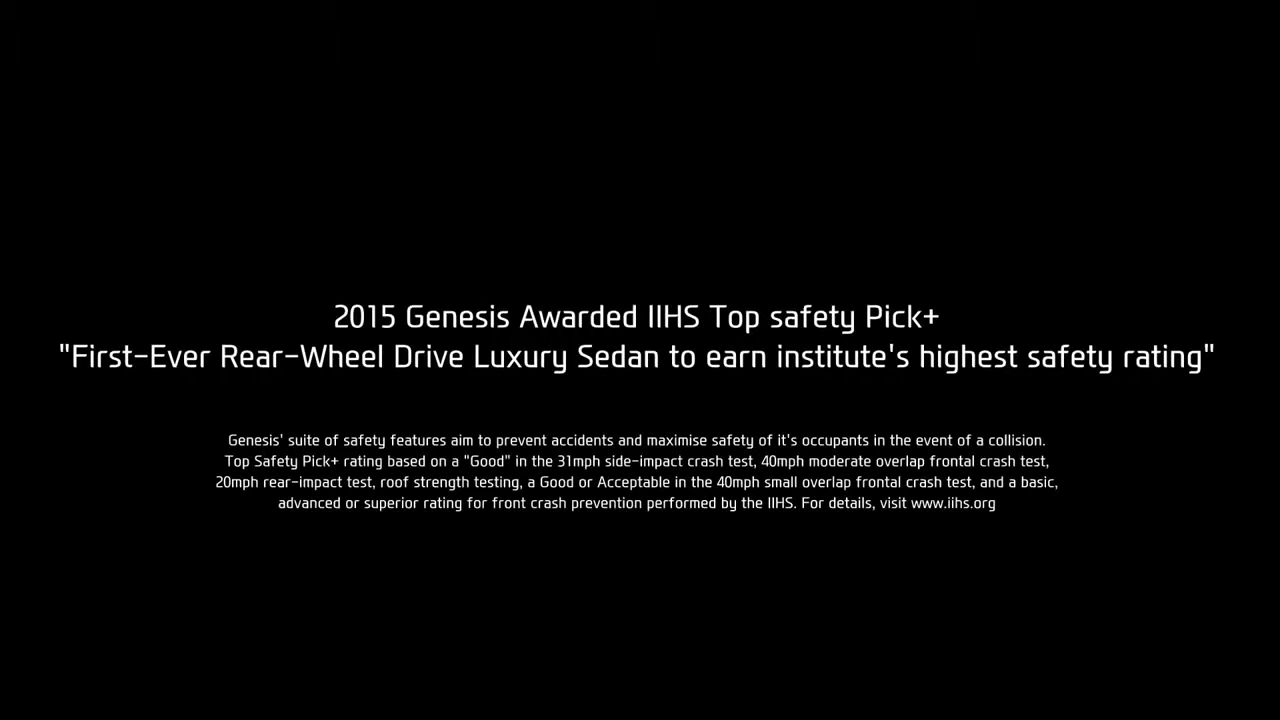 2015 Genesis Awarded IIHS Top safety Pick+
"First-Ever Rear-Wheel Drive Luxury Sedan to earn institute's highest safety rating"
Genesis' suite of safety features aim to prevent accidents and maximise safety of it's occupants in the event of a collision.
Top Safety Pick+ rating based on a "Good" in the 31mph side-impact crash test, 40mph moderate overlap frontal crash test,
20mph rear-impact test, roof strength testing, a Good or Acceptable in the 40mph small overlap frontal crash test, and a basic,
advanced or superior rating for front crash prevention performed by the IIHS. For details, visit www.iihs.org